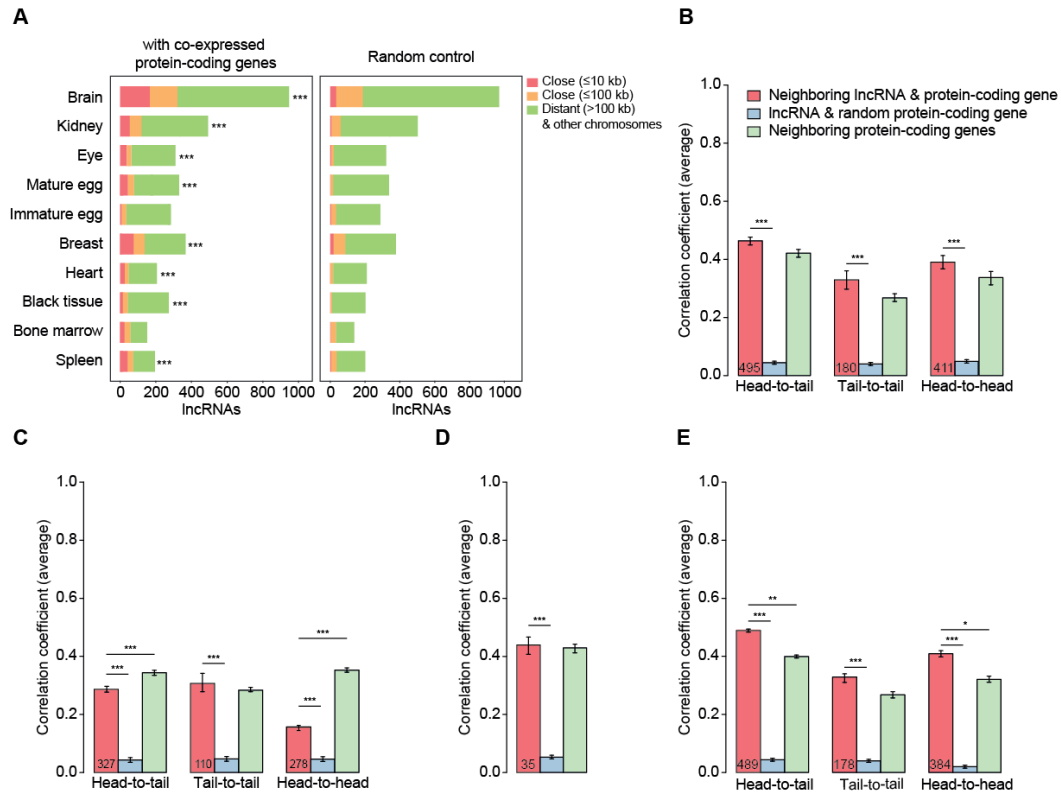 A
with co-expressed
protein-coding genes
Random control
Brain
Kidney
Eye
Mature egg
Immature egg
Breast
Heart
Black tissue
Bone marrow
Spleen
***
***
***
***
***
***
***
***
0 200 400 600 800 1000
lncRNAs
0 200 400 600 800 1000
lncRNAs
Close (≤10 kb)
Close (≤100 kb)
Distant (>100 kb)
& other chromosomes
B
Correlation coefficient (average)
1.0
0.8
0.6
0.4
0.2
0.0
Neighboring lncRNA & protein-coding gene
lncRNA & random protein-coding gene
Neighboring protein-coding genes
*** *** ***
495 180 411
Head-to-tail Tail-to-tail Head-to-head
C
Correlation coefficient (average)
1.0
0.8
0.6
0.4
0.2
0.0
*** ***
*** *** ***
327 110 278
Head-to-tail Tail-to-tail Head-to-head
D
Correlation coefficient (average)
1.0
0.8
0.6
0.4
0.2
0.0
***
35
E
Correlation coefficient (average)
1.0
0.8
0.6
0.4
0.2
0.0
** *
*** *** ***
489 178 384
Head-to-tail Tail-to-tail Head-to-head